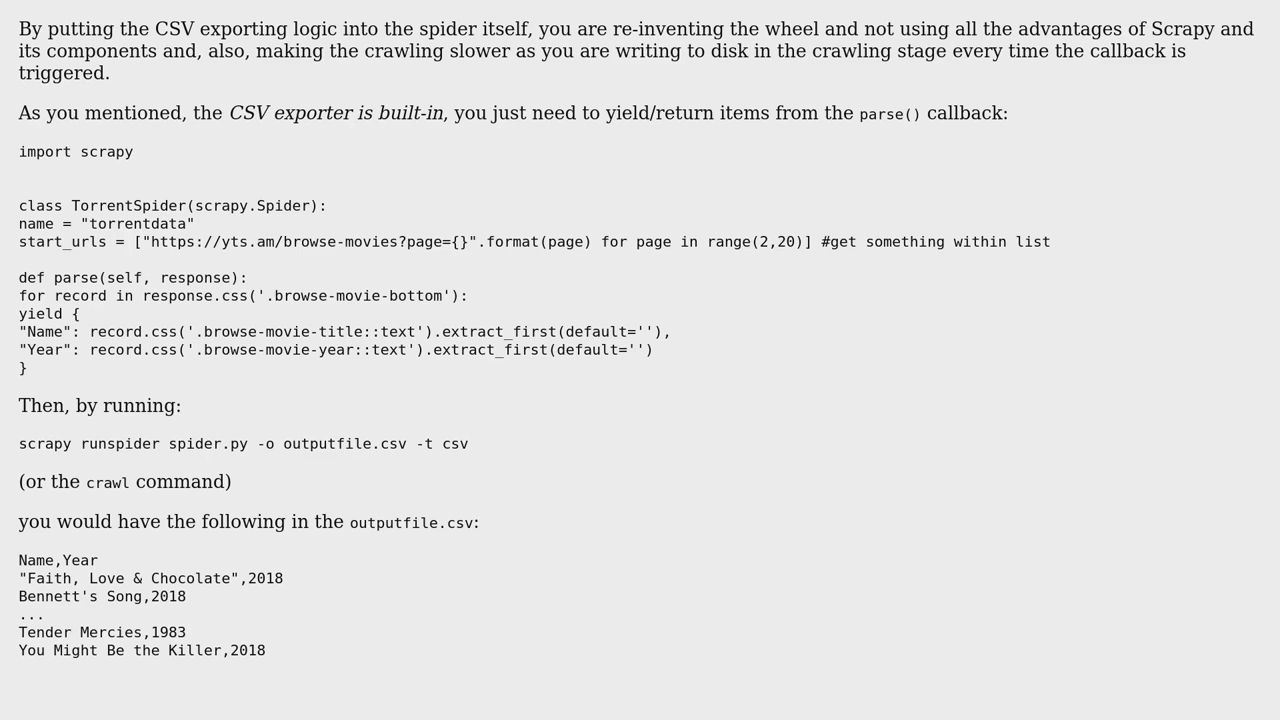 By putting the CSV exporting logic into the spider itself, you are re-inventing the wheel and not using all the advantages of Scrapy and
its components and, also, making the crawling slower as you are writing to disk in the crawling stage every time the callback is
triggered.
As you mentioned, the CSV exporter is built-in, you just need to yield/return items from the parse() callback:
import scrapy
class TorrentSpider(scrapy.Spider):
name = "torrentdata"
start_urls = ["https://yts.am/browse-movies?page={}".format(page) for page in range(2,20)] #get something within list
def parse(self, response):
for record in response.css('.browse-movie-bottom'):
yield {
"Name": record.css('.browse-movie-title::text').extract_first(default=''),
"Year": record.css('.browse-movie-year::text').extract_first(default='')
}
Then, by running:
scrapy runspider spider.py -o outputfile.csv -t csv
(or the crawl command)
you would have the following in the outputfile.csv:
Name,Year
"Faith, Love & Chocolate",2018
Bennett's Song,2018
...
Tender Mercies,1983
You Might Be the Killer,2018